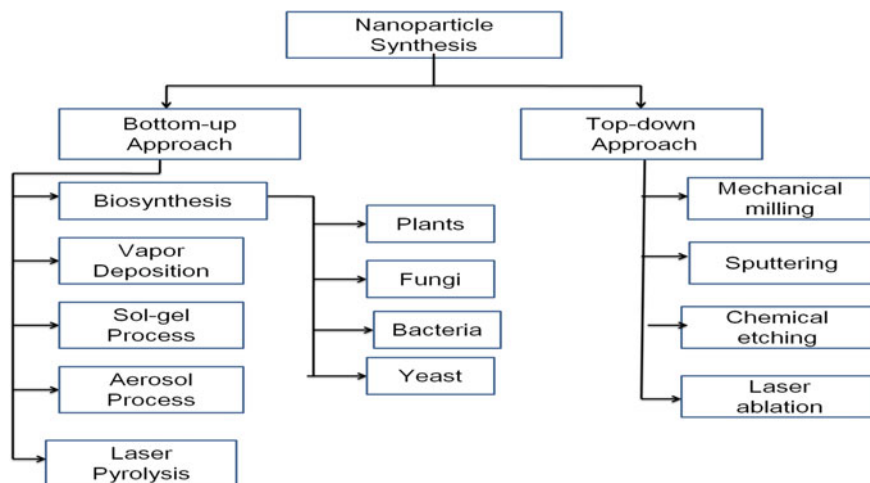 Nanoparticle
Synthesis
Bottom-up
Approach
Top-down
Approach
Biosynthesis
Vapor
Deposition
Sol-gel
Process
Aerosol
Process
Laser
Pyrolysis
Plants
Fungi
Bacteria
Yeast
Mechanical
milling
Sputtering
Chemical
etching
Laser
ablation